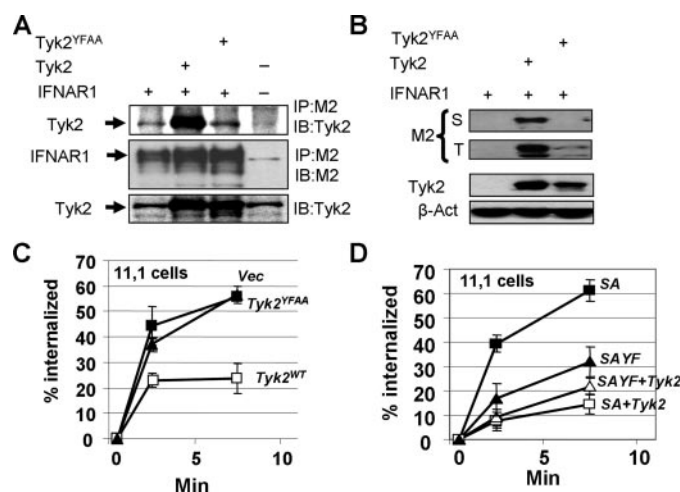 A
Tyk2YFAA +
Tyk2 + −
IFNAR1 + + + −
Tyk2 IP:M2
IB:Tyk2
IFNAR1 IP:M2
IB:M2
Tyk2 IB:Tyk2
B
Tyk2YFAA +
Tyk2 +
IFNAR1 + + +
M2 S
T
Tyk2
β-Act
C
% internalized
70
60
50
40
30
20
10
0
11,1 cells
Vec
Tyk2YFAA
Tyk2WT
0 5 10
Min
D
% internalized
70
60
50
40
30
20
10
0
11,1 cells
SA
SAYF
SAYF+Tyk2
SA+Tyk2
0 5 10
Min